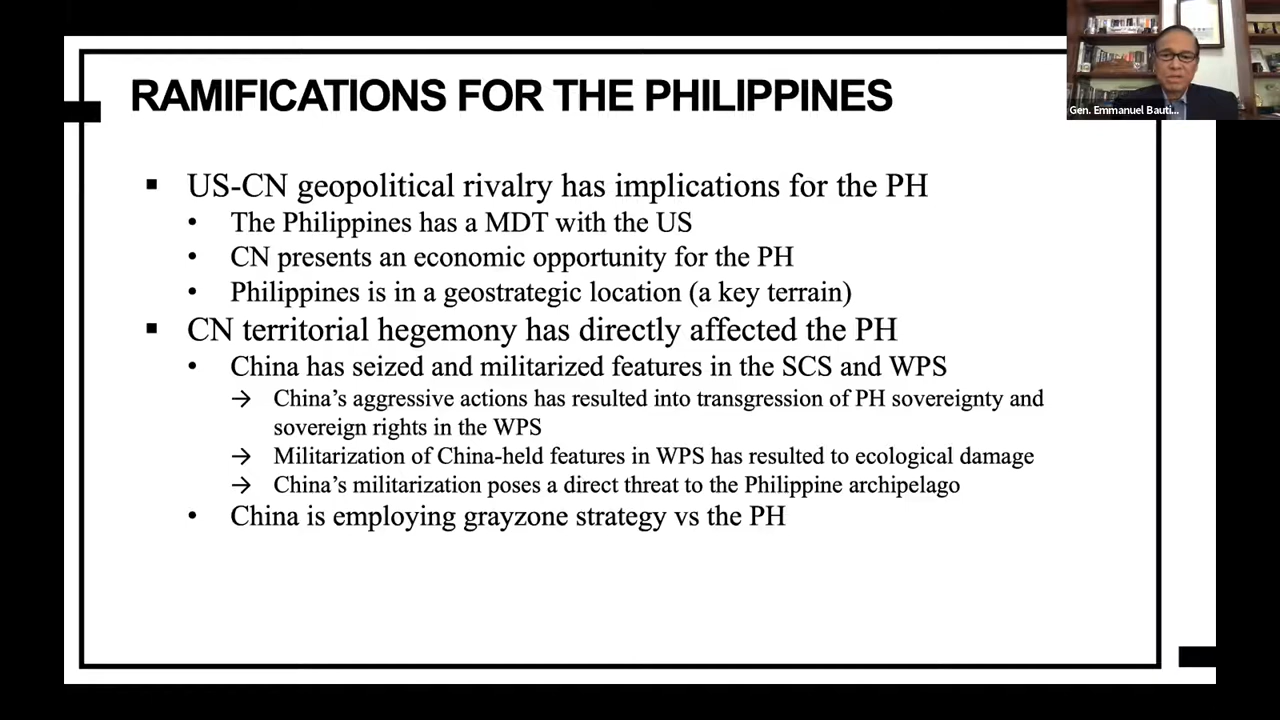 RAMIFICATIONS FOR THE PHILIPPINES
Gen. Emmanuel Bauti...
▪ US-CN geopolitical rivalry has implications for the PH
• The Philippines has a MDT with the US
• CN presents an economic opportunity for the PH
• Philippines is in a geostrategic location (a key terrain)
▪ CN territorial hegemony has directly affected the PH
• China has seized and militarized features in the SCS and WPS
→ China's aggressive actions has resulted into transgression of PH sovereignty and
sovereign rights in the WPS
→ Militarization of China-held features in WPS has resulted to ecological damage
→ China's militarization poses a direct threat to the Philippine archipelago
• China is employing grayzone strategy vs the PH